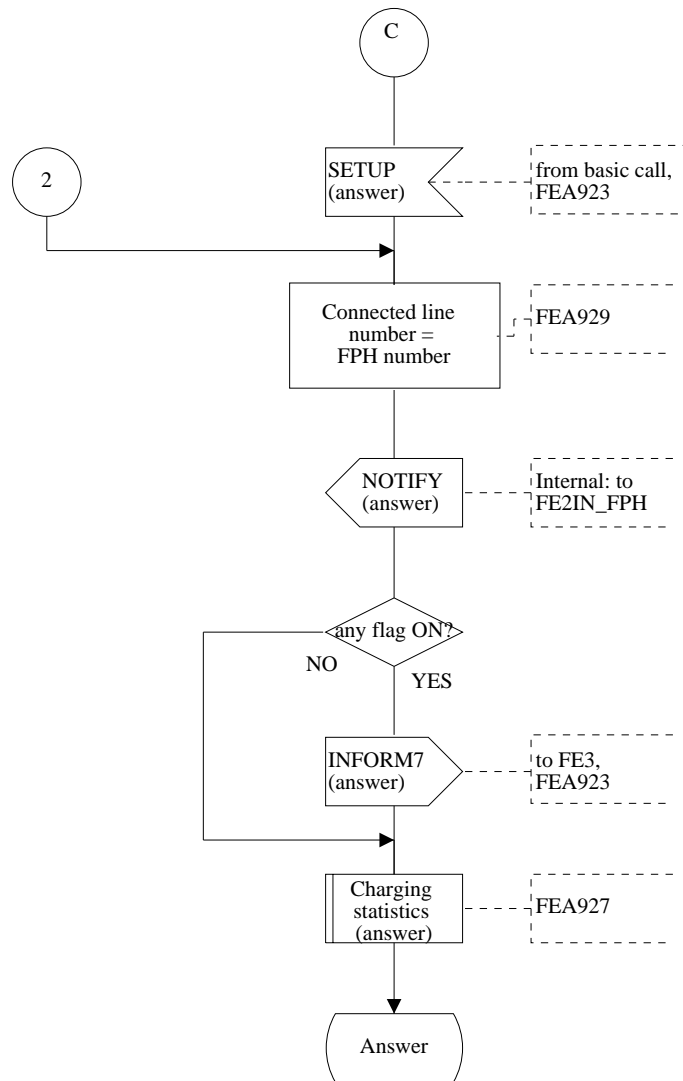 C
SETUP
(answer)
from basic call,
FEA923
2
Connected line
number =
FPH number
FEA929
NOTIFY
(answer)
Internal: to
FE2IN_FPH
any flag ON?
NO
YES
INFORM7
(answer)
to FE3,
FEA923
Charging
statistics
(answer)
FEA927
Answer